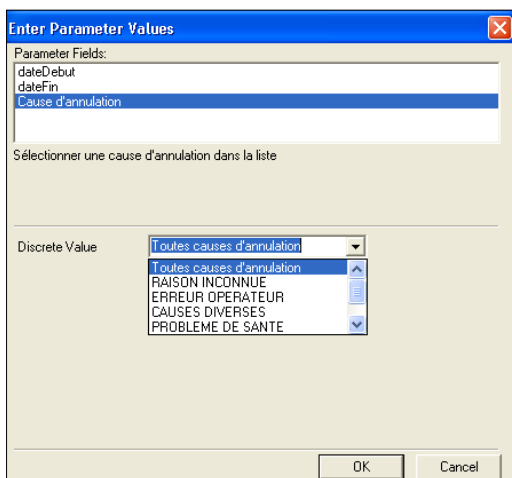 Enter Parameter Values
Parameter Fields:
dateDebut
dateFin
Cause d'annulation
Sélectionner une cause d'annulation dans la liste
Discrete Value
Toutes causes d'annulation
Toutes causes d'annulation
RAISON INCONNUE
ERREUR OPERATEUR
CAUSES DIVERSES
PROBLEME DE SANTE
OK Cancel